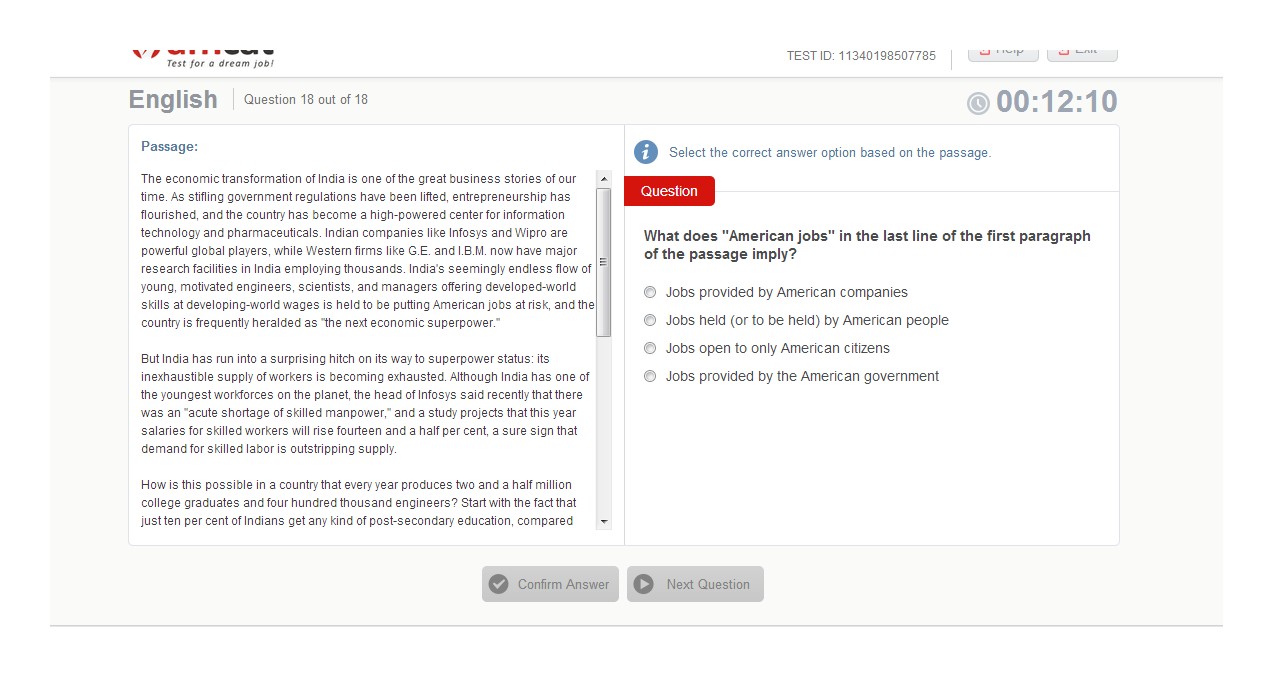 amcat
Test for a dream job!
TEST ID: 11340198507785
Help
Exit
English
Question 18 out of 18
00:12:10
Passage:
The economic transformation of India is one of the great business stories of our
time. As stifling government regulations have been lifted, entrepreneurship has
flourished, and the country has become a high-powered center for information
technology and pharmaceuticals. Indian companies like Infosys and Wipro are
powerful global players, while Western firms like G.E. and I.B.M. now have major
research facilities in India employing thousands. India's seemingly endless flow of
young, motivated engineers, scientists, and managers offering developed-world
skills at developing-world wages is held to be putting American jobs at risk, and the
country is frequently heralded as "the next economic superpower."
But India has run into a surprising hitch on its way to superpower status: its
inexhaustible supply of workers is becoming exhausted. Although India has one of
the youngest workforces on the planet, the head of Infosys said recently that there
was an "acute shortage of skilled manpower," and a study projects that this year
salaries for skilled workers will rise fourteen and a half per cent, a sure sign that
demand for skilled labor is outstripping supply.
How is this possible in a country that every year produces two and a half million
college graduates and four hundred thousand engineers? Start with the fact that
just ten per cent of Indians get any kind of post-secondary education, compared
Select the correct answer option based on the passage.
Question
What does "American jobs" in the last line of the first paragraph
of the passage imply?
Jobs provided by American companies
Jobs held (or to be held) by American people
Jobs open to only American citizens
Jobs provided by the American government
Confirm Answer
Next Question